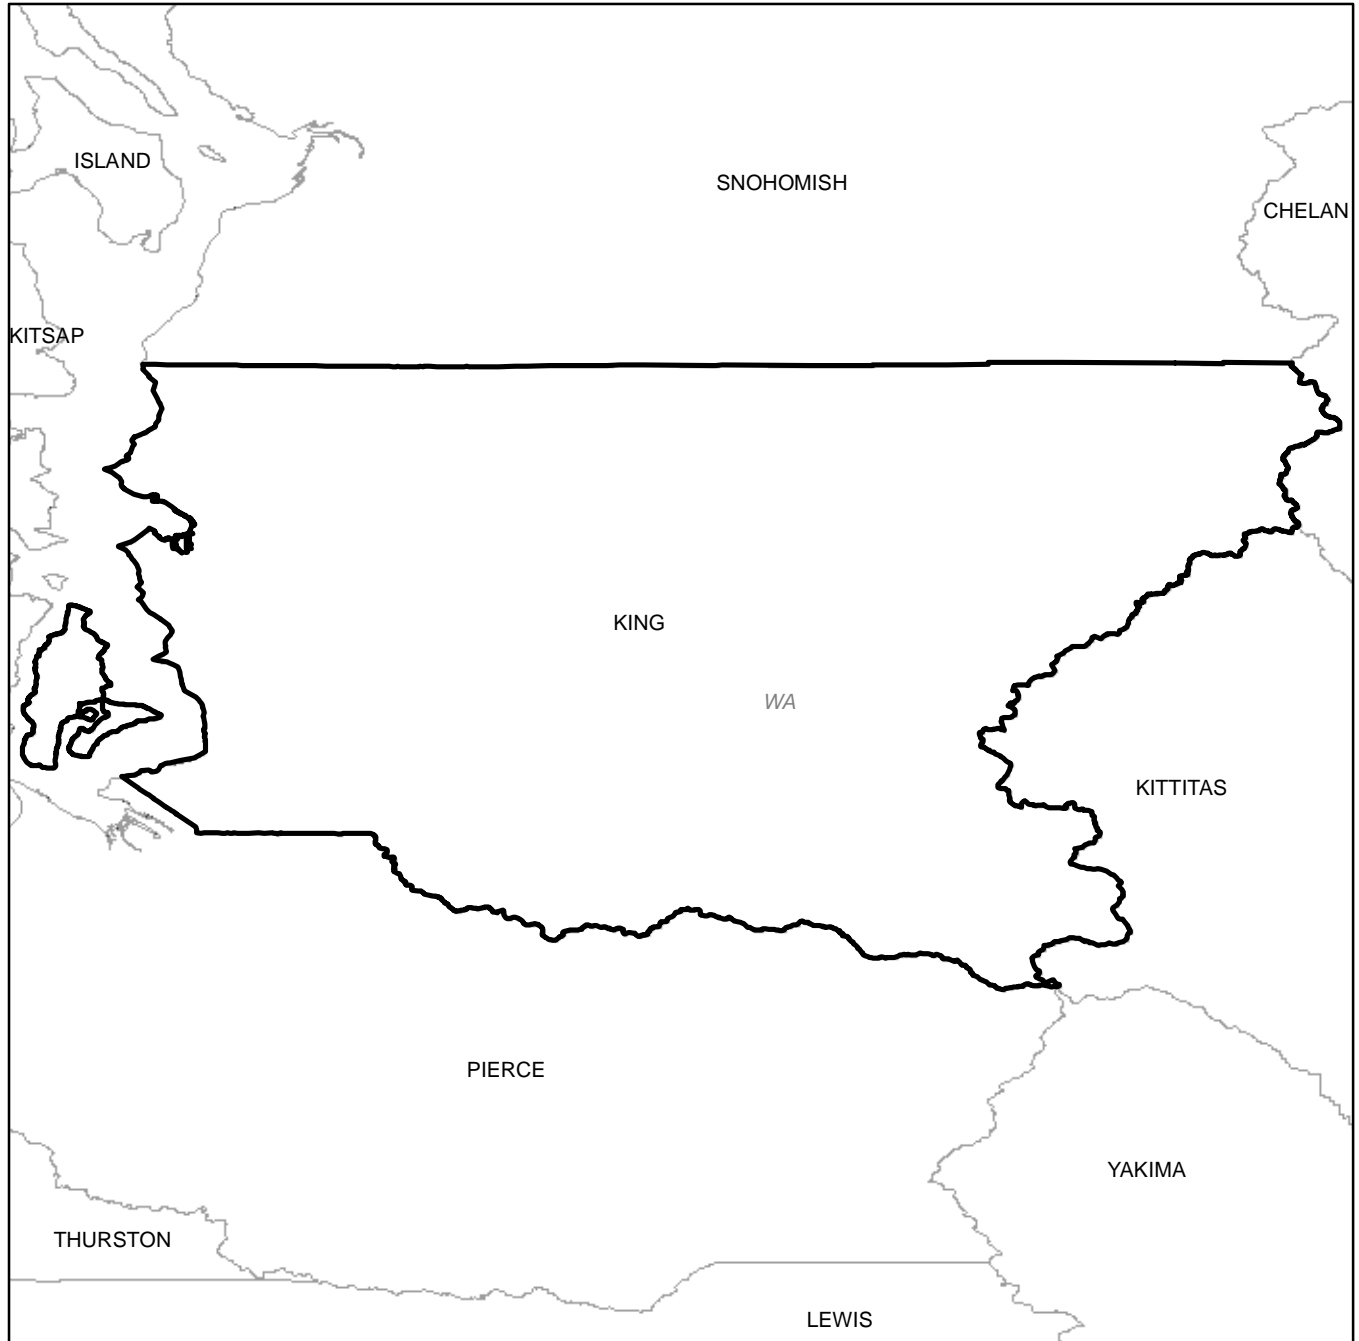 ISLAND
SNOHOMISH
CHELAN
KITSAP
KING
WA
KITTITAS
PIERCE
YAKIMA
THURSTON
LEWIS